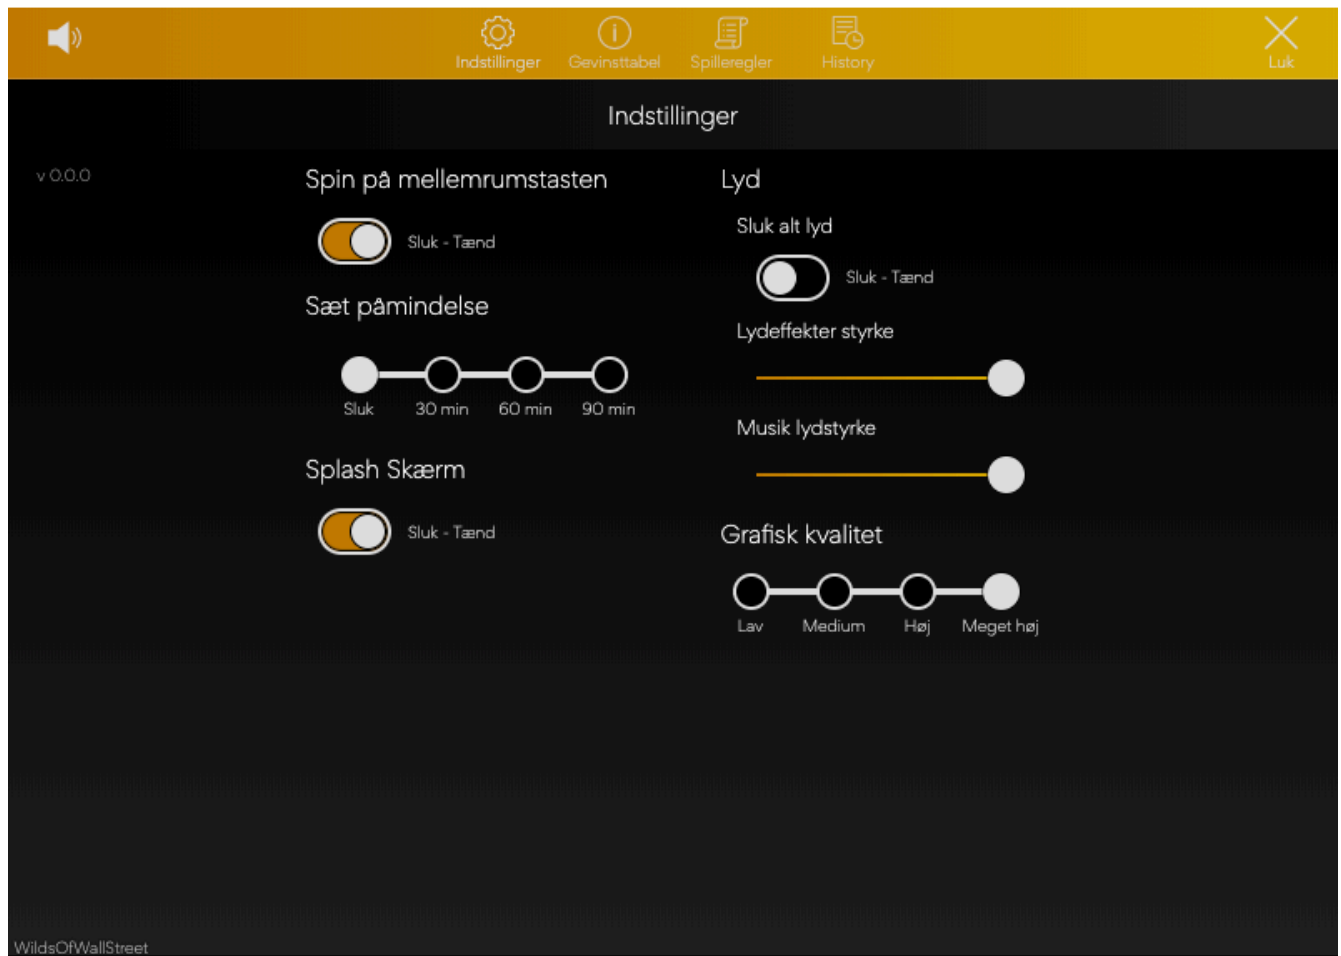 Indstillinger
Gevinsttabel
Spilleregler
History
Luk
Indstillinger
v 0.0.0
Spin på mellemrumstasten
Sluk - Tænd
Sæt påmindelse
Sluk
30 min
60 min
90 min
Splash Skærm
Sluk - Tænd
Lyd
Sluk alt lyd
Sluk - Tænd
Lydeffekter styrke
Musik lydstyrke
Grafisk kvalitet
Lav
Medium
Høj
Meget høj
WildsOfWallStreet